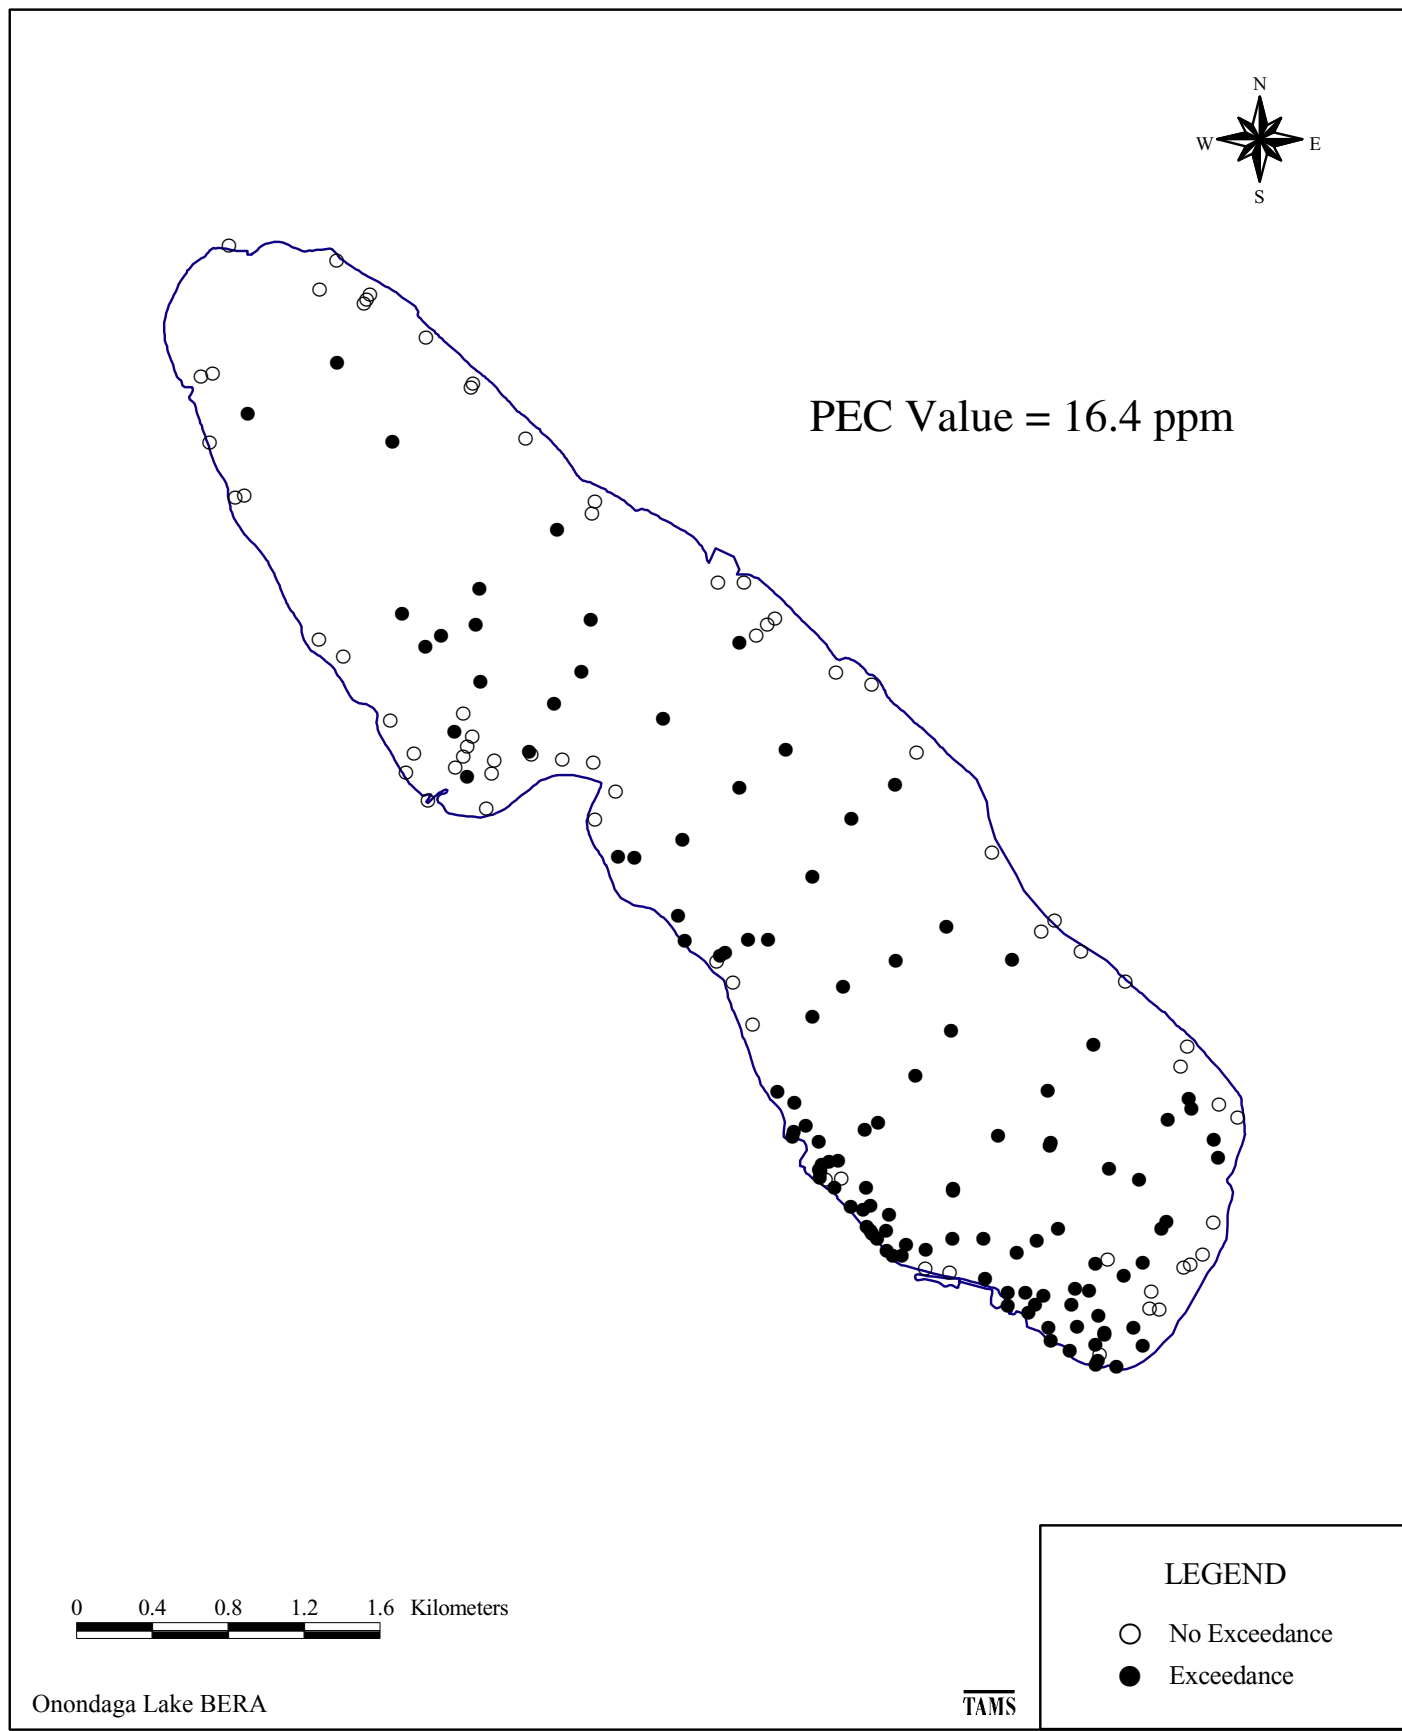 N
W E
S
PEC Value = 16.4 ppm
LEGEND
No Exceedance
Exceedance
0 0.4 0.8 1.2 1.6 Kilometers
Onondaga Lake BERA
TAMS